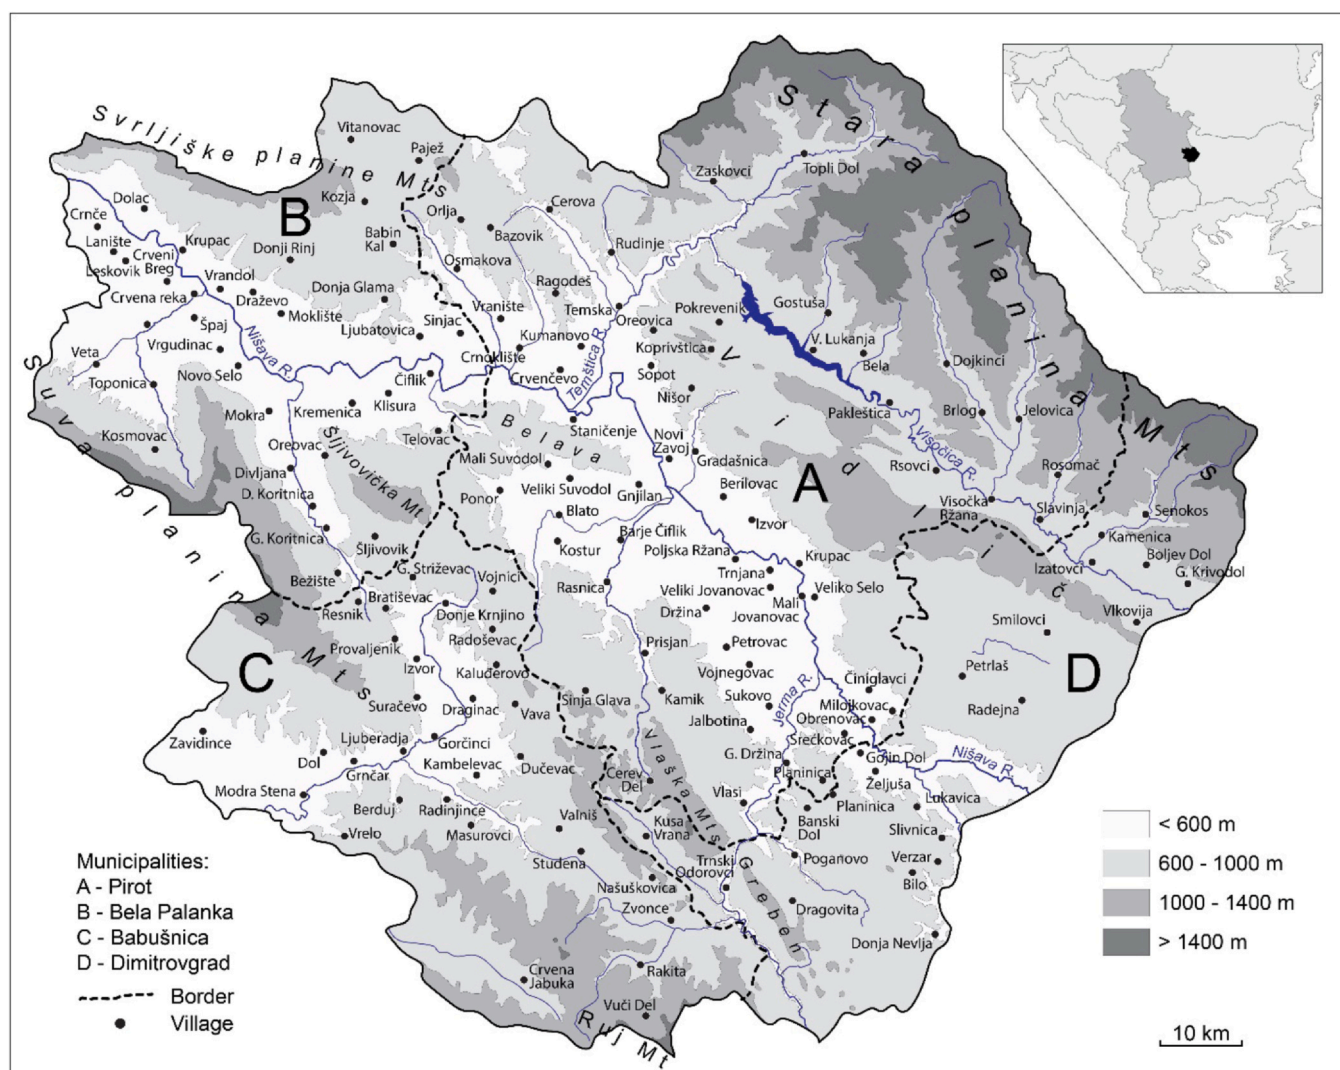 Svrljiške planine Mts
Stara planina Mts
Vitanovac
Pajež
Zaskovci
Topli Dol
Dolac
Kozja
Crnče
B
Orlja
Cerova
Lanište
Krupac
Babin
Kal
Bazovik
Rudinje
Crveni
Breg
Donji Rinj
Leskovik
Osmakova
Vrandol
Crvena reka
Draževo
Donja Glama
Ragodeš
Vranište
Temska
Pokrevenik
Gostuša
Moklište
Špaj
Ljubatovica
Sinjac
Oreovica
Nišava R.
Vrgudinac
Kumanovo
Koprivštica
V. Lukanja
Veta
Crnoklište
Temštica R.
Bela
Dojkinci
Toponica
Novo Selo
Čiflik
Crvenčevo
Sopot
Suva planina Mts
Mokra
Kremenica
Klisura
Nišor
Pakleštica
Brlog
Jelovica
Belava
Staničenje
Vidlič
Kosmovac
Orepvac
Telovac
Novi
Zavoj
Visočica R.
Šljivovička Mt
Mali Suvodol
Gradašnica
Rsovci
Rosomač
Divljana
Veliki Suvodol
A
D. Koritnica
Ponor
Gnjilan
Berilovac
Visočka
Ržana
Slavinja
Senokos
Blato
Izvor
G. Koritnica
Barje Čiflik
Kamenica
Šljivovik
Kostur
Poljska Ržana
Krupac
Boljev Dol
Bežište
G. Striževac
Vojnici
Rasnica
Trnjana
Izatovci
G. Krivodol
Bratiševac
Veliki Jovanovac
Veliko Selo
Resnik
Donje Krnjino
Držina
Mali
Jovanovac
Smilovci
Vlkovija
Provaljenik
Radoševac
Prisjan
Petrovac
C
Izvor
Kaluđerovo
Vojnegovac
Petrlaš
D
Suračevo
Draginac
Vava
Sinja Glava
Kamik
Sukovo
Jerma R.
Činiglavci
Milojkovac
Radejna
Zavidince
Ljuberadja
Gorčinci
Jalbotina
Obrenovac
Srećkovac
Dol
Grnčar
Kambelevac
Dučevac
Vlaška Mts
G. Držina
Gojin Dol
Nišava R.
Cerev
Del
Planinica
Željuša
Modra Stena
Berduj
Radinjince
Valniš
Vlasi
Planinica
Lukavica
Vrelo
Masurovci
Kusa
Vrana
Banski
Dol
Slivnica
Studena
Trnski
Odorovci
Poganovo
Verzar
Našuškovica
Greben
Bilo
Zvonce
Dragovita
Donja Nevlja
Crvena
Jabuka
Rakita
Vuči Del
Ruj Mt
Municipalities:
A - Pirot
B - Bela Palanka
C - Babušnica
D - Dimitrovgrad
Border
Village
< 600 m
600 - 1000 m
1000 - 1400 m
> 1400 m
10 km